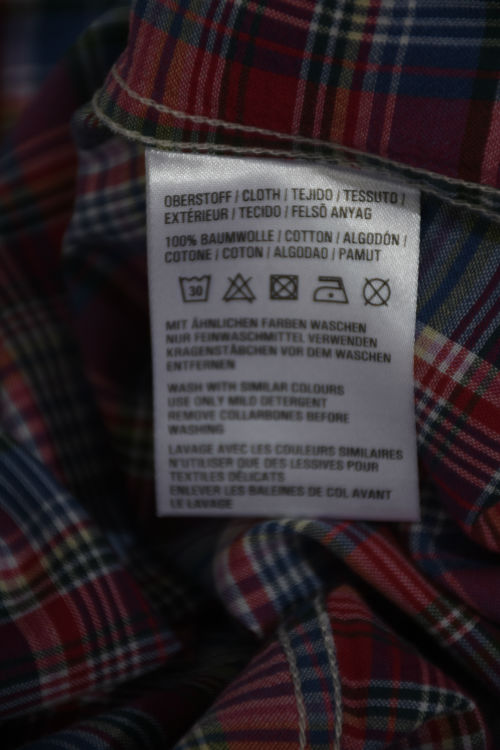 OBERSTOFF / CLOTH / TEJIDO / TESSUTO /
EXTÉRIEUR / TECIDO / FELSŐ ANYAG
100% BAUMWOLLE / COTTON / ALGODÓN /
COTONE / COTON / ALGODAO / PAMUT
30
MIT ÄHNLICHEN FARBEN WASCHEN
NUR FEINWASCHMITTEL VERWENDEN
KRAGENSTÄBCHEN VOR DEM WASCHEN
ENTFERNEN
WASH WITH SIMILAR COLOURS
USE ONLY MILD DETERGENT
REMOVE COLLARBONES BEFORE
WASHING
LAVAGE AVEC LES COULEURS SIMILAIRES
N'UTILISER QUE DES LESSIVES POUR
TEXTILES DÉLICATS
ENLEVER LES BALEINES DE COL AVANT
LE LAVAGE